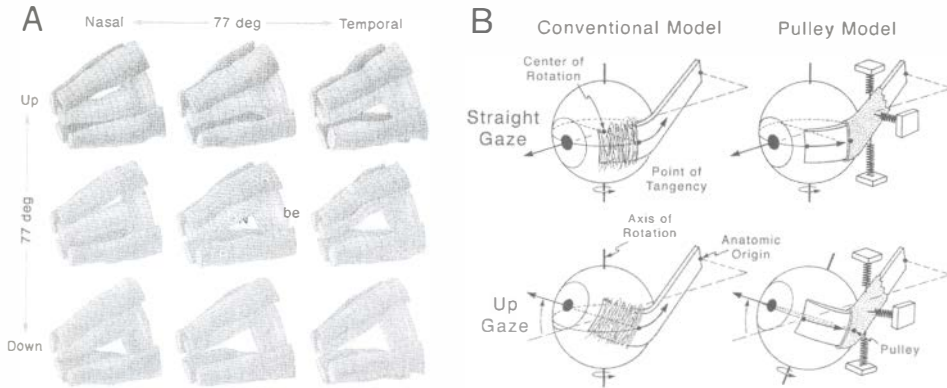 A
Nasal
77 deg
Temporal
Up
77 deg
be
Down
B
Conventional Model
Pulley Model
Center of
Rotation
Straight
Gaze
Point of
Tangency
Axis of
Rotation
Anatomic
Origin
Up
Gaze
Pulley